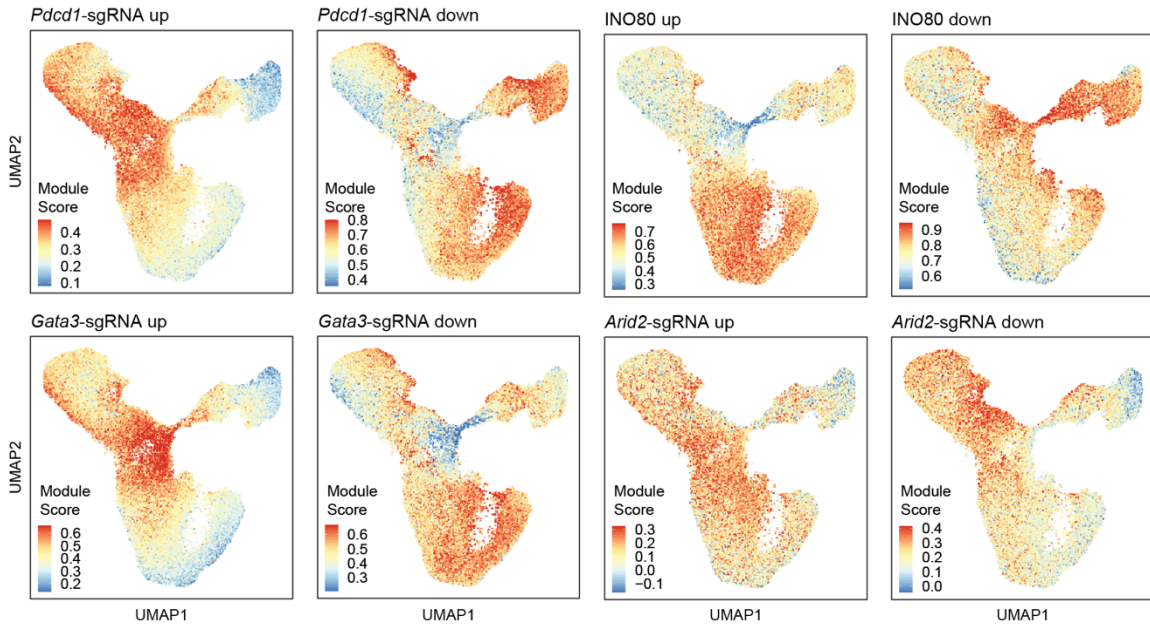 Pdcd1-sgRNA up
Module
Score
0.4
0.3
0.2
0.1
UMAP2
Pdcd1-sgRNA down
Module
Score
0.8
0.7
0.6
0.5
0.4
INO80 up
Module
Score
0.7
0.6
0.5
0.4
0.3
INO80 down
Module
Score
0.9
0.8
0.7
0.6
Gata3-sgRNA up
Module
Score
0.6
0.5
0.4
0.3
0.2
UMAP2
UMAP1
Gata3-sgRNA down
Module
Score
0.6
0.5
0.4
0.3
UMAP1
Arid2-sgRNA up
Module
Score
0.3
0.2
0.1
0.0
−0.1
UMAP1
Arid2-sgRNA down
Module
Score
0.4
0.3
0.2
0.1
0.0
UMAP1